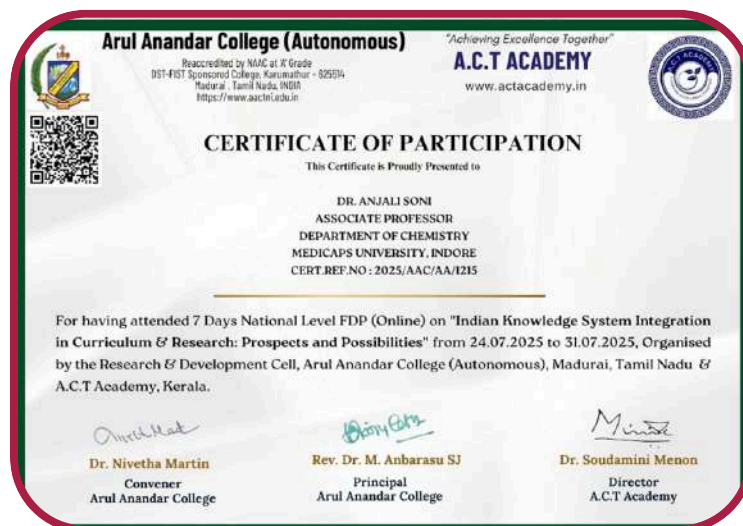 Arul Anandar College (Autonomous)
Reaccredited by NAAC at 'A' Grade
DST-FIST Sponsored College, Karumathur - 625514
Madurai . Tamil Nadu, INDIA
https://www.aactni.edu.in
"Achieving Excellence Together"
A.C.T ACADEMY
www.actacademy.in
A.C.T ACADEMY
CERTIFICATE OF PARTICIPATION
This Certificate is Proudly Presented to
DR. ANJALI SONI
ASSOCIATE PROFESSOR
DEPARTMENT OF CHEMISTRY
MEDICAPS UNIVERSITY, INDORE
CERT.REF.NO : 2025/AAC/AA/1215
For having attended 7 Days National Level FDP (Online) on "Indian Knowledge System Integration
in Curriculum & Research: Prospects and Possibilities" from 24.07.2025 to 31.07.2025, Organised
by the Research & Development Cell, Arul Anandar College (Autonomous), Madurai, Tamil Nadu &
A.C.T Academy, Kerala.
Dr. Nivetha Martin
Convener
Arul Anandar College
Rev. Dr. M. Anbarasu SJ
Principal
Arul Anandar College
Dr. Soudamini Menon
Director
A.C.T Academy